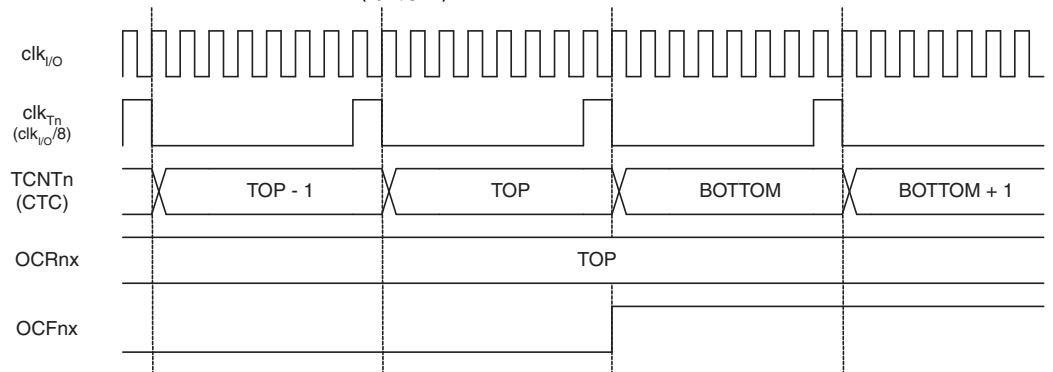 clkI/O
clkTn
(clkI/O/8)
TCNTn
(CTC)
TOP - 1
TOP
BOTTOM
BOTTOM + 1
OCRnx
TOP
OCFnx